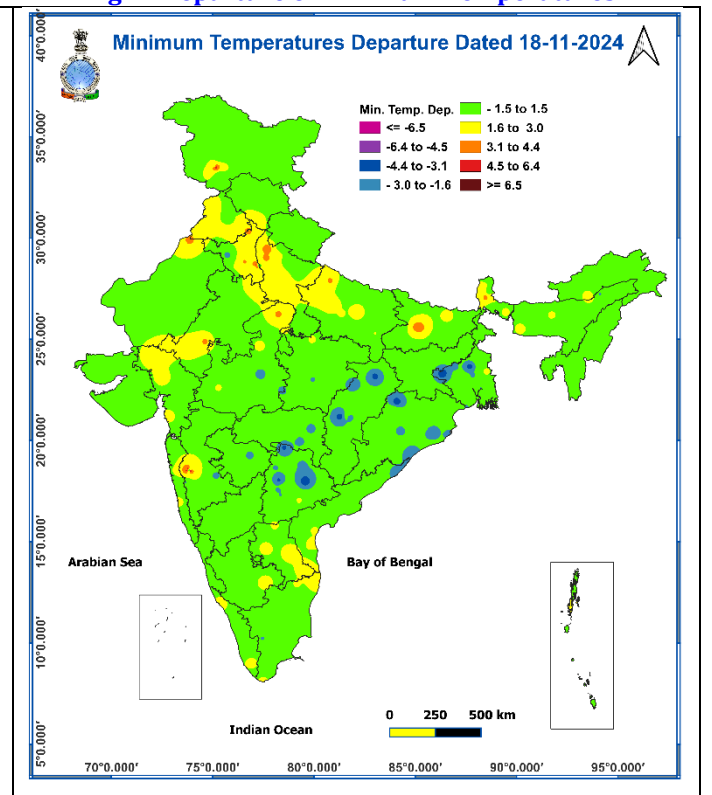 Minimum Temperatures Departure Dated 18-11-2024
Min. Temp. Dep.
<= -6.5
-6.4 to -4.5
-4.4 to -3.1
- 3.0 to -1.6
- 1.5 to 1.5
1.6 to 3.0
3.1 to 4.4
4.5 to 6.4
>= 6.5
40°0.000'
35°0.000'
30°0.000'
25°0.000'
20°0.000'
15°0.000'
10°0.000'
5°0.000'
Arabian Sea
Bay of Bengal
Indian Ocean
0 250 500 km
70°0.000' 75°0.000' 80°0.000' 85°0.000' 90°0.000' 95°0.000'